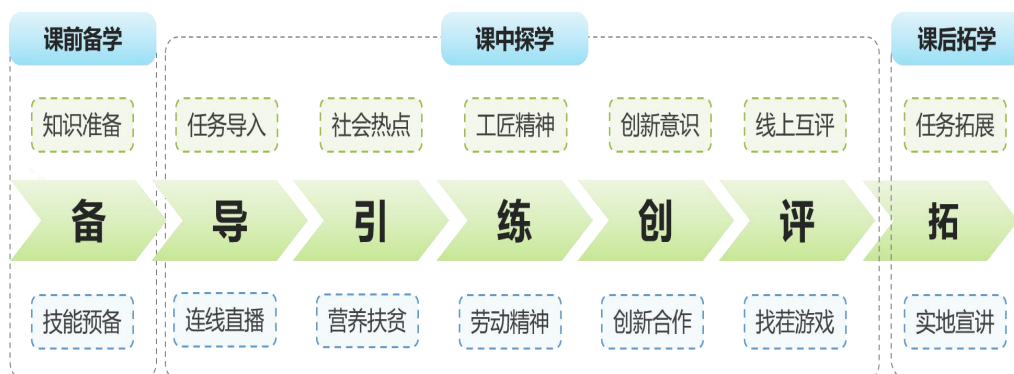 课前备学
课中探学
课后拓学
知识准备
任务导入
社会热点
工匠精神
创新意识
线上互评
任务拓展
备
导
引
练
创
评
拓
技能预备
连线直播
营养扶贫
劳动精神
创新合作
找茬游戏
实地宣讲